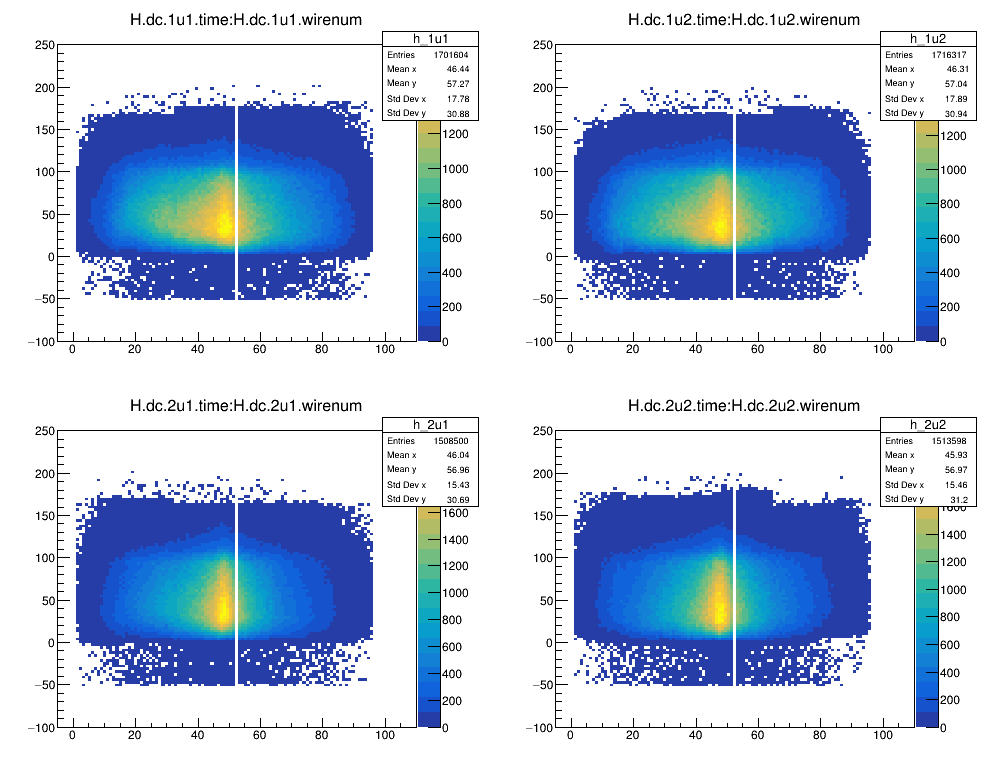 H.dc.1u1.time:H.dc.1u1.wirenum
h_1u1
Entries 1701604
Mean x 46.44
Mean y 57.27
Std Dev x 17.78
Std Dev y 30.88
250
200
150
100
50
0
−50
−100
0 20 40 60 80 100
1200
1000
800
600
400
200
0
H.dc.1u2.time:H.dc.1u2.wirenum
h_1u2
Entries 1716317
Mean x 46.31
Mean y 57.04
Std Dev x 17.89
Std Dev y 30.94
250
200
150
100
50
0
−50
−100
0 20 40 60 80 100
1200
1000
800
600
400
200
0
H.dc.2u1.time:H.dc.2u1.wirenum
h_2u1
Entries 1508500
Mean x 46.04
Mean y 56.96
Std Dev x 15.43
Std Dev y 30.69
250
200
150
100
50
0
−50
−100
0 20 40 60 80 100
1600
1400
1200
1000
800
600
400
200
0
H.dc.2u2.time:H.dc.2u2.wirenum
h_2u2
Entries 1513598
Mean x 45.93
Mean y 56.97
Std Dev x 15.46
Std Dev y 31.2
250
200
150
100
50
0
−50
−100
0 20 40 60 80 100
1600
1400
1200
1000
800
600
400
200
0